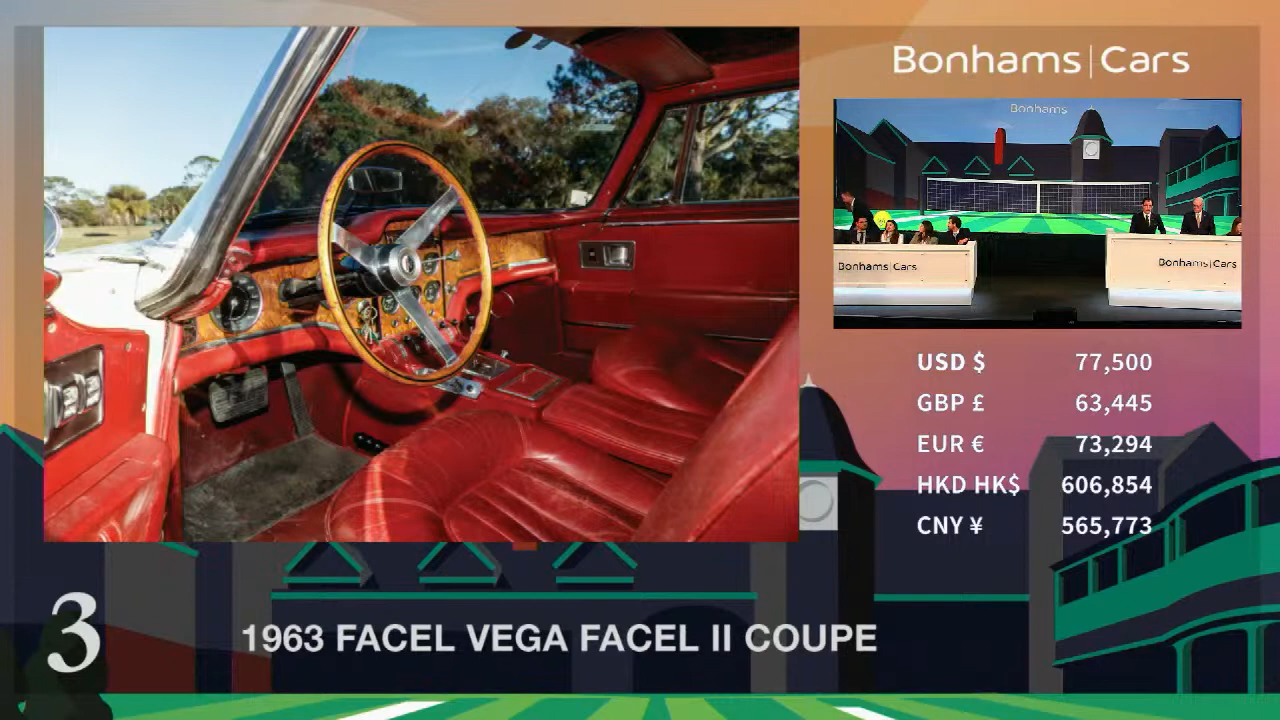 Bonhams|Cars
Bonhams
Bonhams|Cars
Bonhams|Cars
USD $ 77,500
GBP £ 63,445
EUR € 73,294
HKD HK$ 606,854
CNY ¥ 565,773
3
1963 FACEL VEGA FACEL II COUPE